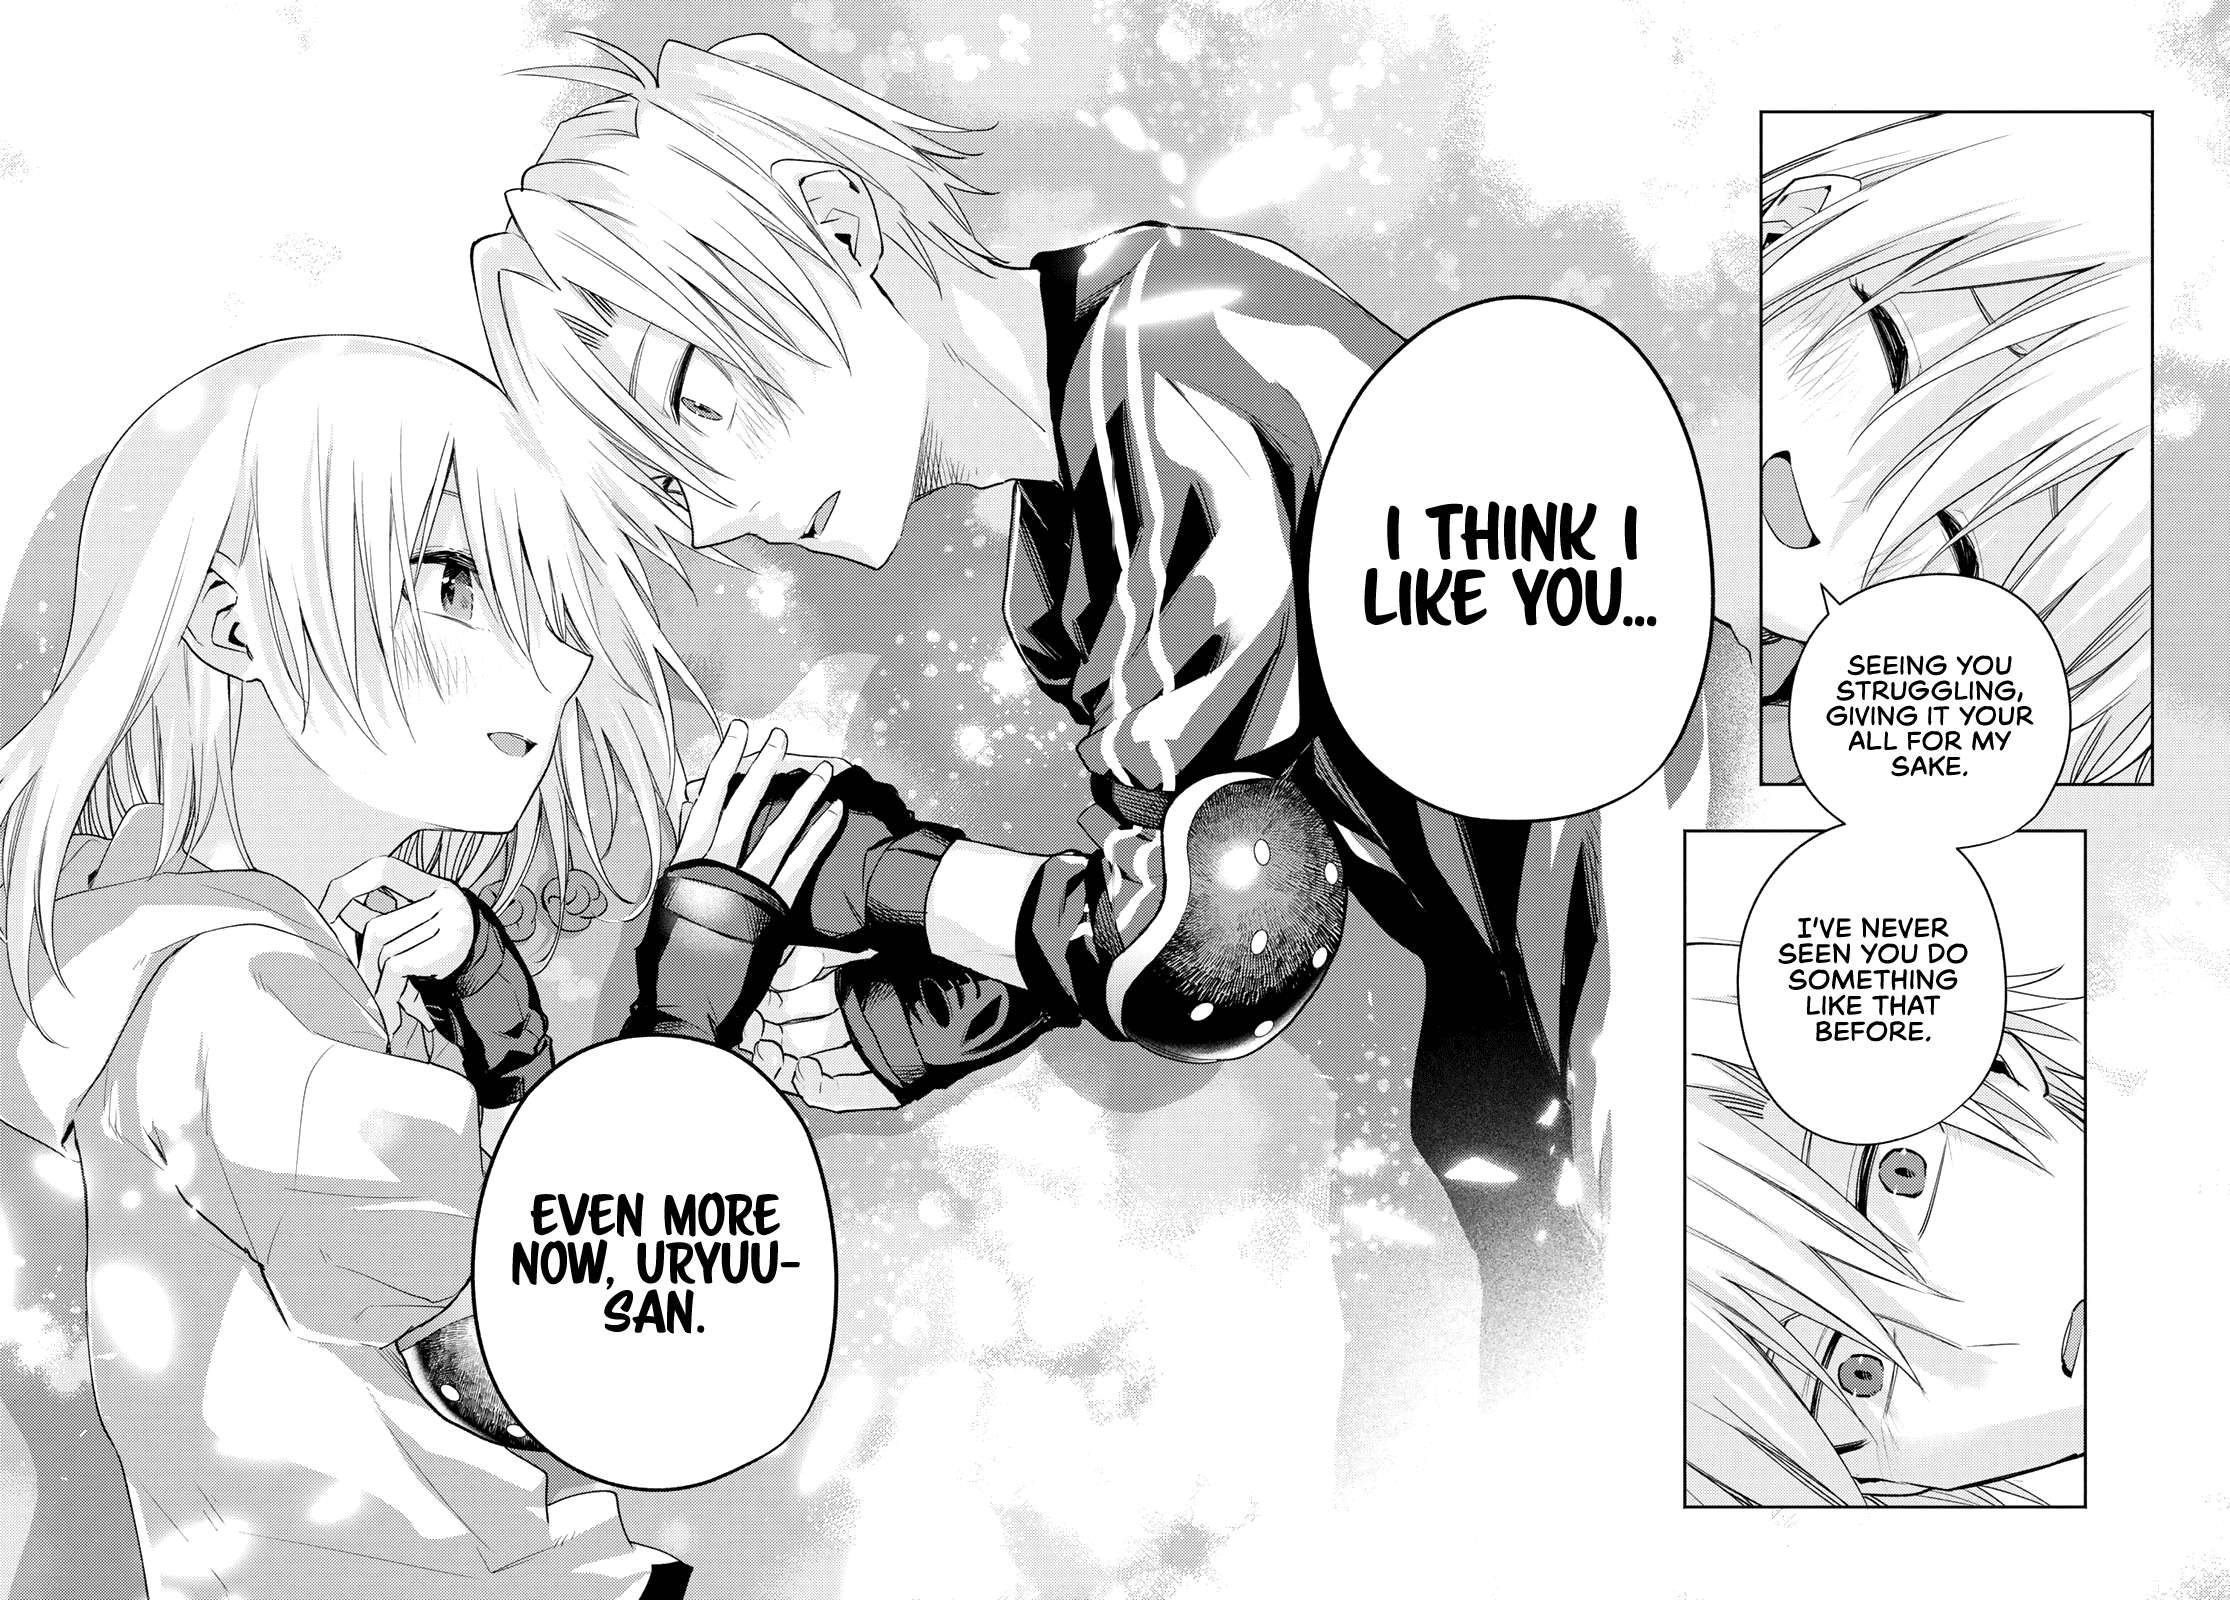 SEEING YOU
STRUGGLING,
GIVING IT YOUR
ALL FOR MY
SAKE.
I'VE NEVER
SEEN YOU DO
SOMETHING
LIKE THAT
BEFORE.
I THINK I
LIKE YOU...
EVEN MORE
NOW, URYUU-
SAN.